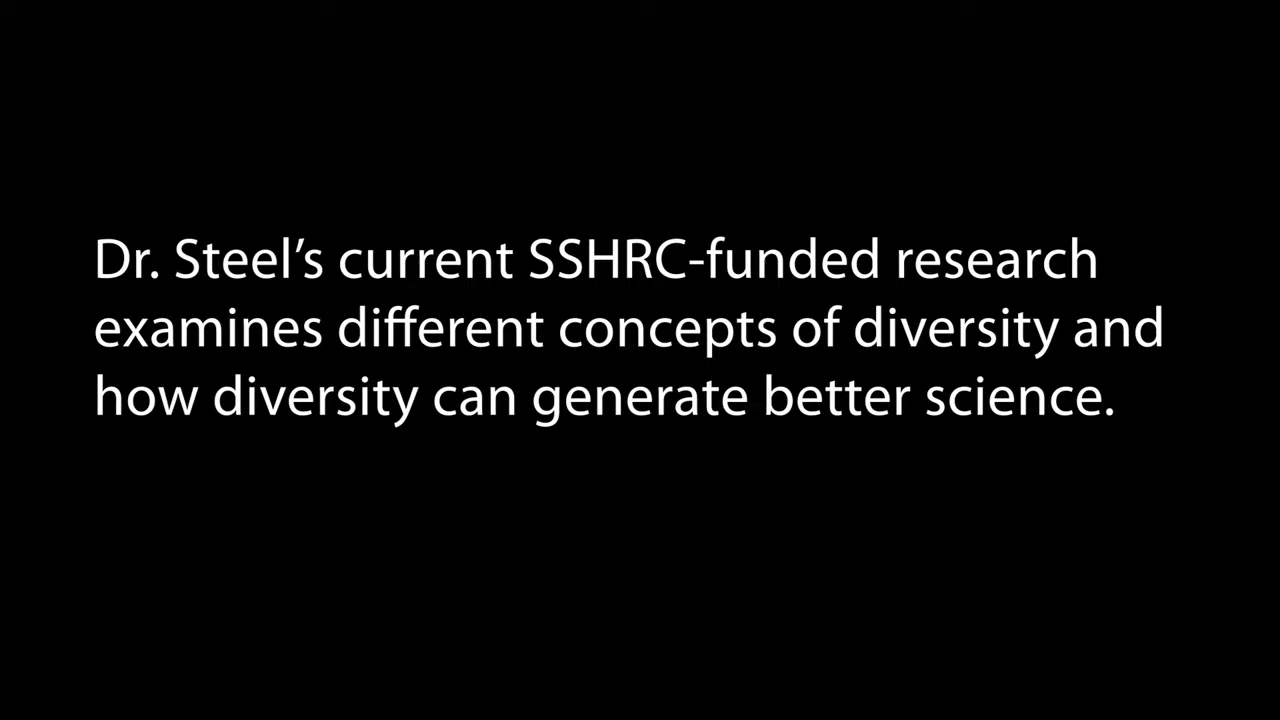 Dr. Steel’s current SSHRC-funded research
examines different concepts of diversity and
how diversity can generate better science.